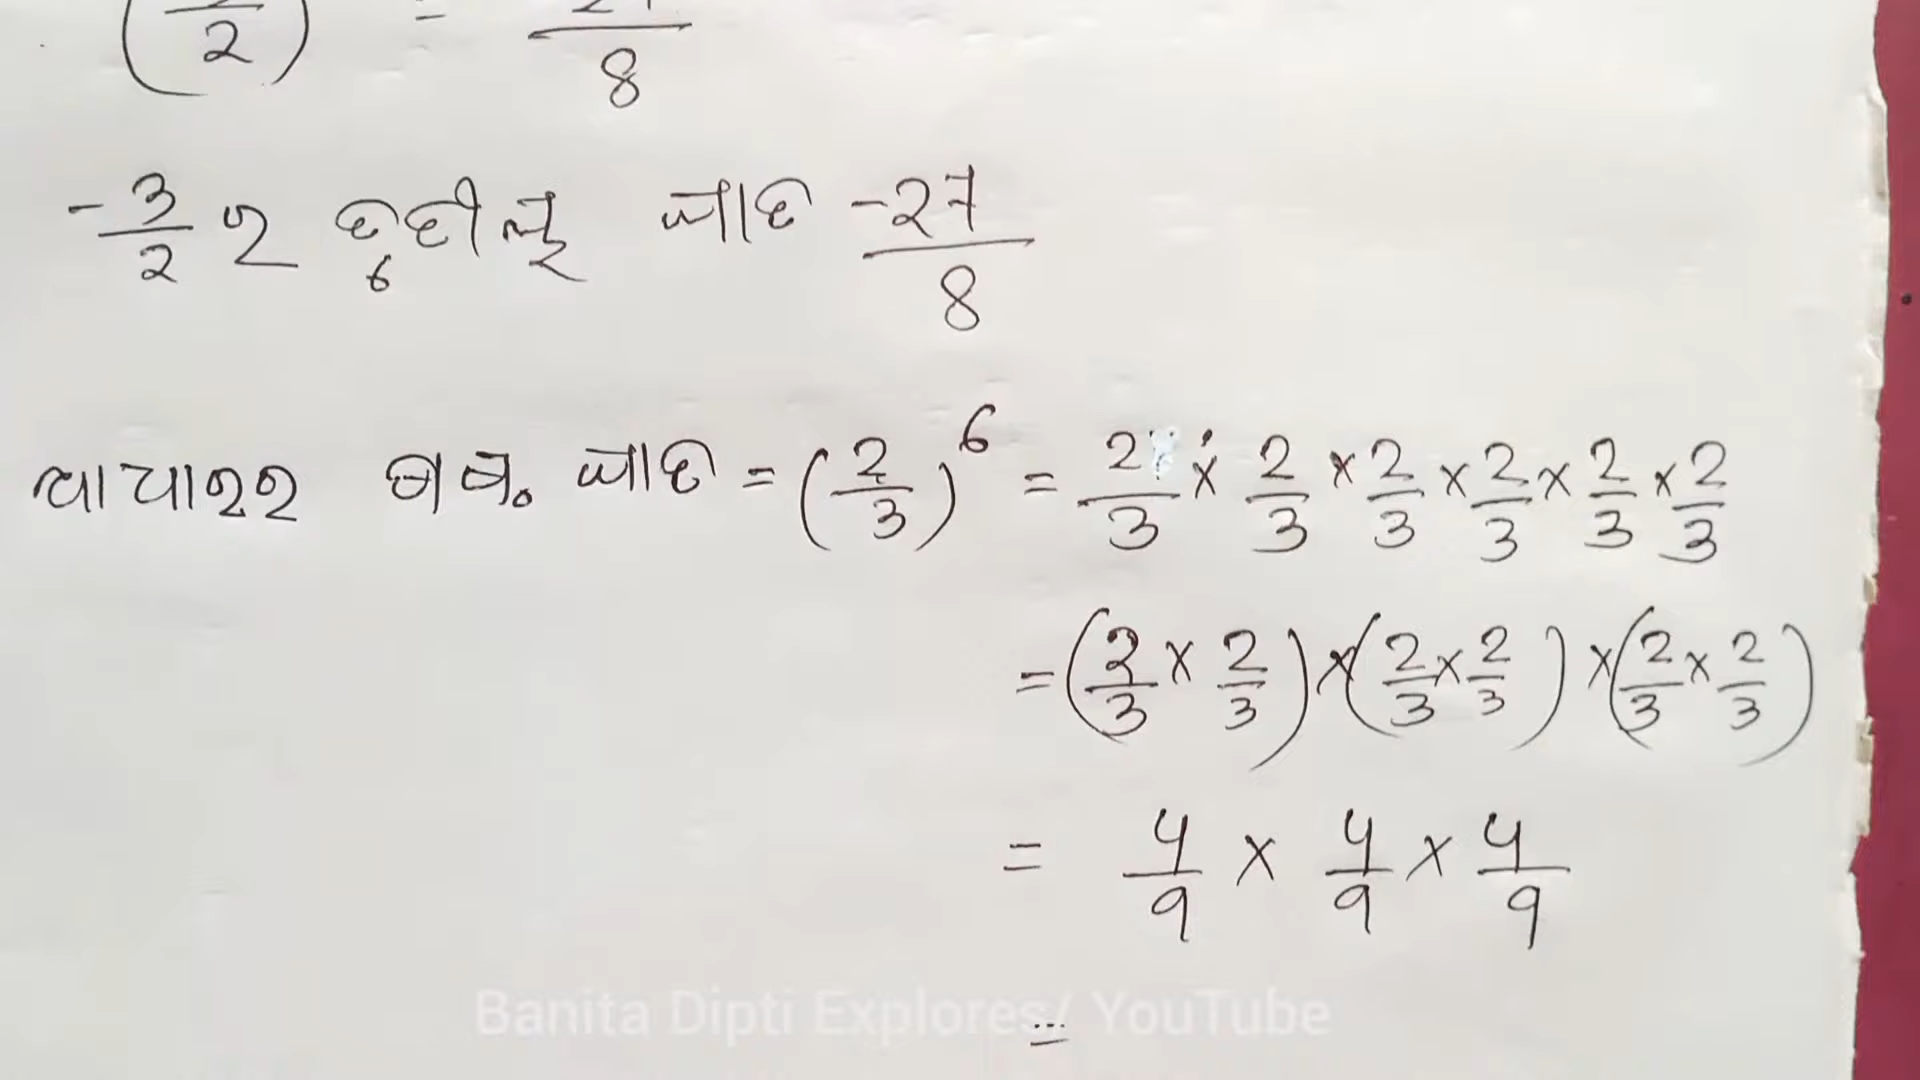 (─/2) = 27/8
-3/2 ର ତୃତୀୟ ଘାତ -27/8
ଆଧାରର ଘାତ = (2/3)^6 = 2/3 × 2/3 × 2/3 × 2/3 × 2/3 × 2/3
= (2/3 × 2/3) × (2/3 × 2/3) × (2/3 × 2/3)
= 4/9 × 4/9 × 4/9
=
Banita Dipti Explores/ YouTube